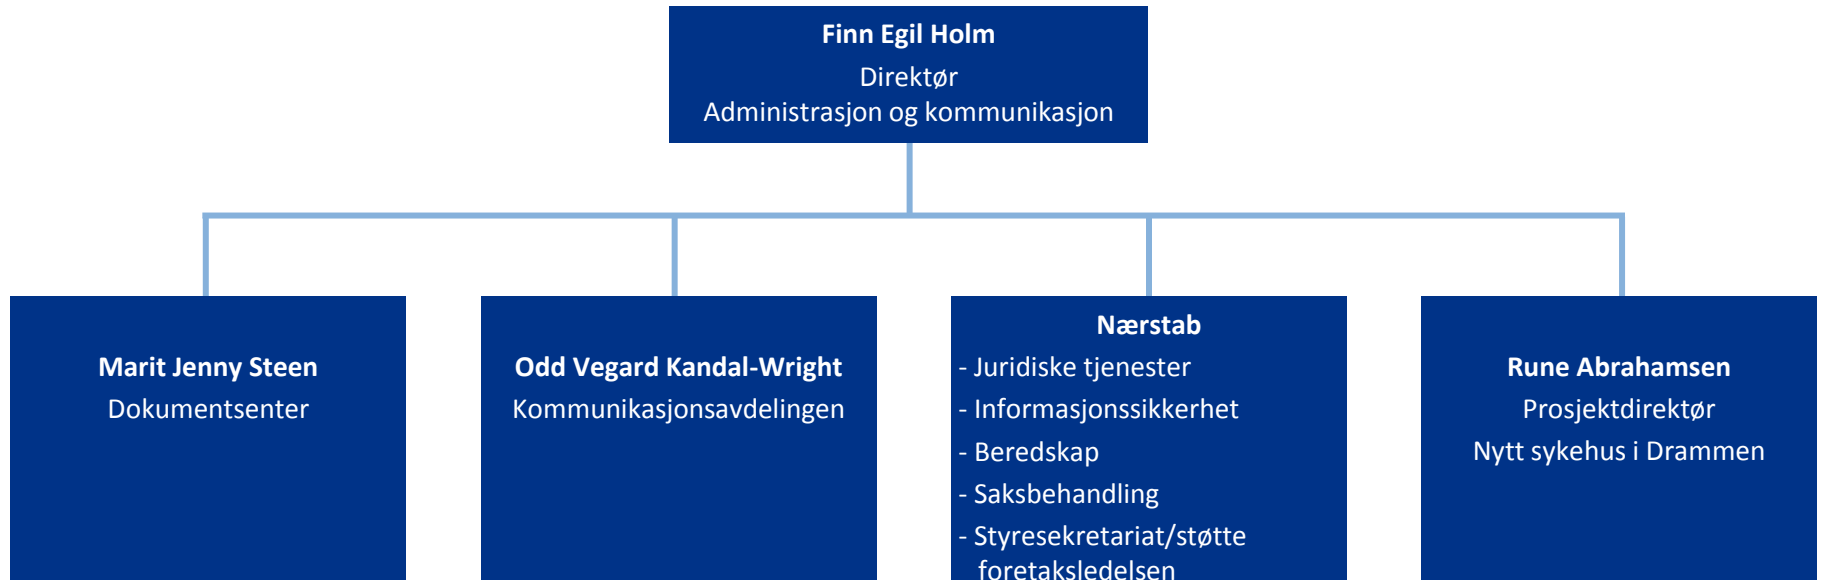 Finn Egil Holm
Direktør
Administrasjon og kommunikasjon
Marit Jenny Steen
Dokumentsenter
Odd Vegard Kandal-Wright
Kommunikasjonsavdelingen
Nærstab
- Juridiske tjenester
- Informasjonssikkerhet
- Beredskap
- Saksbehandling
- Styresekretariat/støtte
foretaksledelsen
Rune Abrahamsen
Prosjektdirektør
Nytt sykehus i Drammen